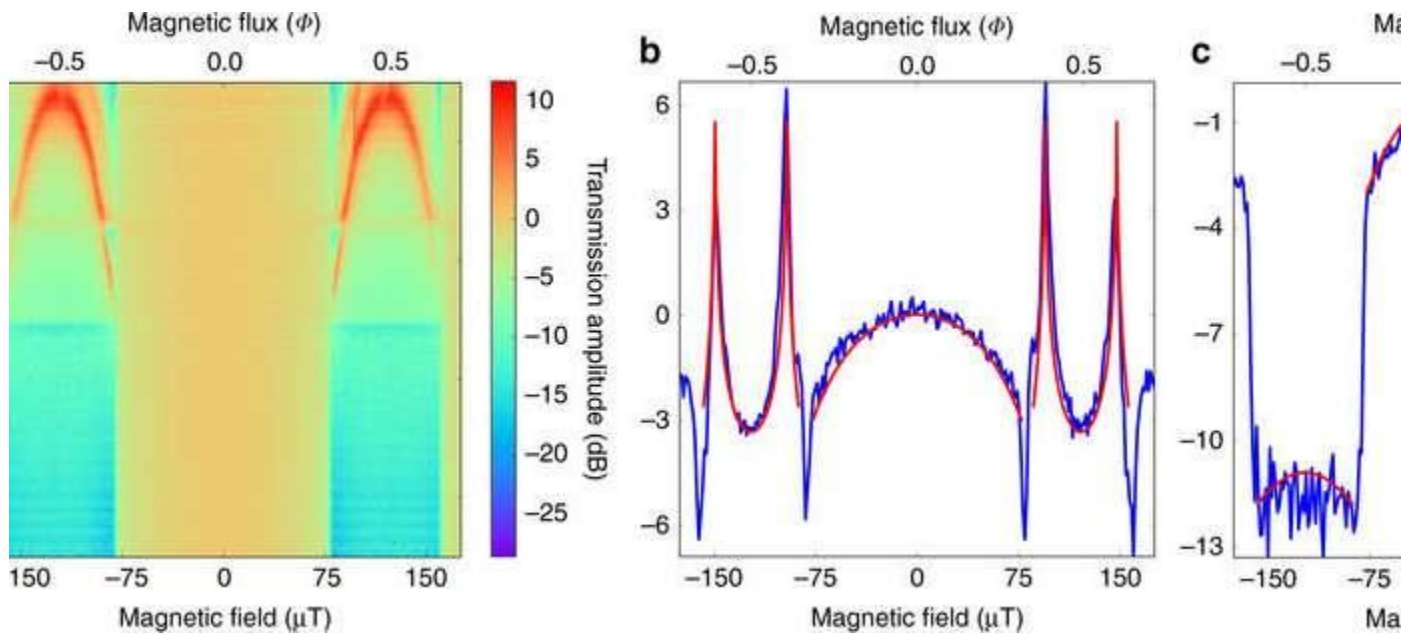 Magnetic flux (Φ)
−0.5 0.0 0.5
10
5
0
−5
−10
−15
−20
−25
Transmission amplitude (dB)
150 −75 0 75 150
Magnetic field (μT)
b
Magnetic flux (Φ)
−0.5 0.0 0.5
6
3
0
−3
−6
−150 −75 0 75 150
Magnetic field (μT)
c
Ma
−0.5
−1
−4
−7
−10
−13
−150 −75
Ma